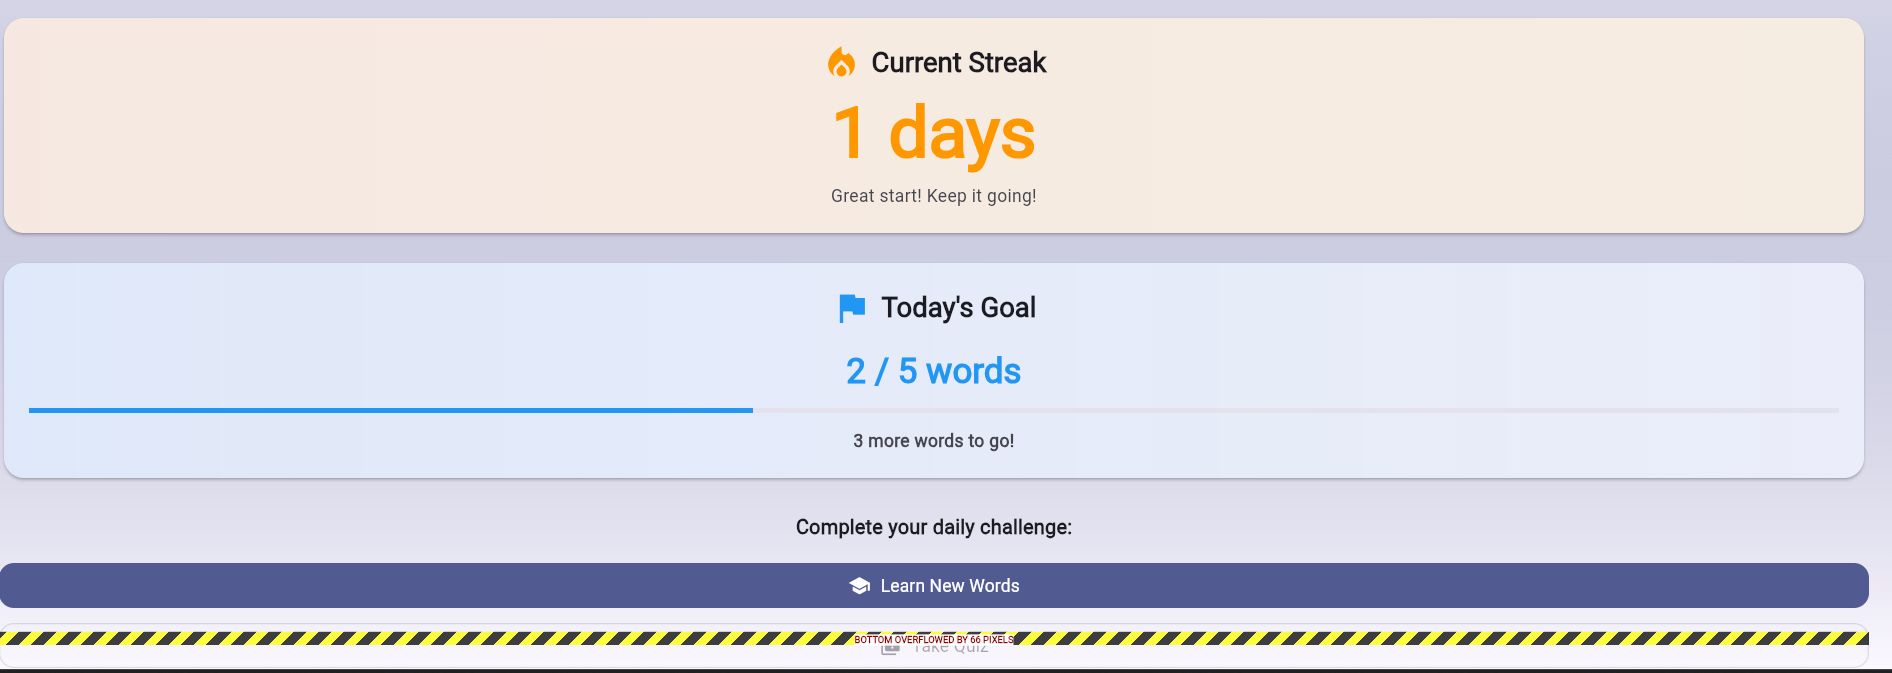 Current Streak
1 days
Great start! Keep it going!
Today's Goal
2 / 5 words
3 more words to go!
Complete your daily challenge:
Learn New Words
BOTTOM OVERFLOWED BY 66 PIXELS
Take Quiz